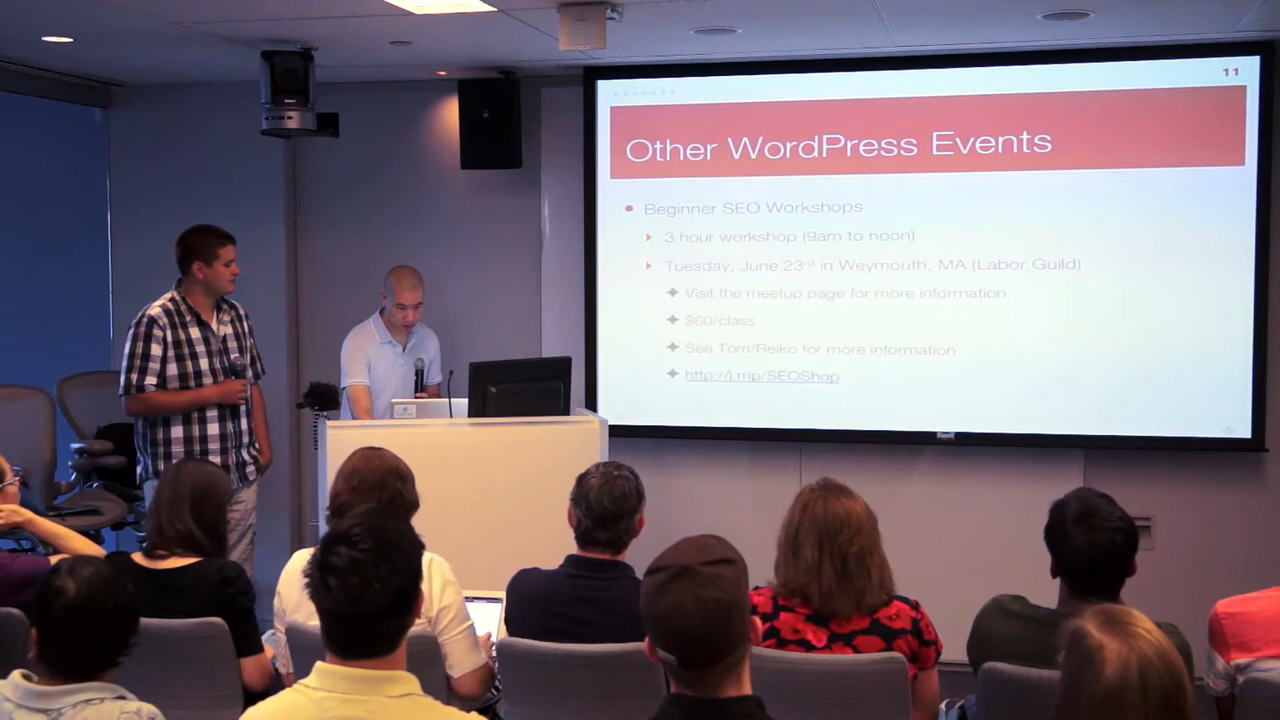 11
Other WordPress Events
Beginner SEO Workshops
3 hour workshop (9am to noon)
Tuesday, June 23rd in Weymouth, MA (Labor Guild)
Visit the meetup page for more information
$60/class
See Tom/Reiko for more information
http://j.mp/SEOShop